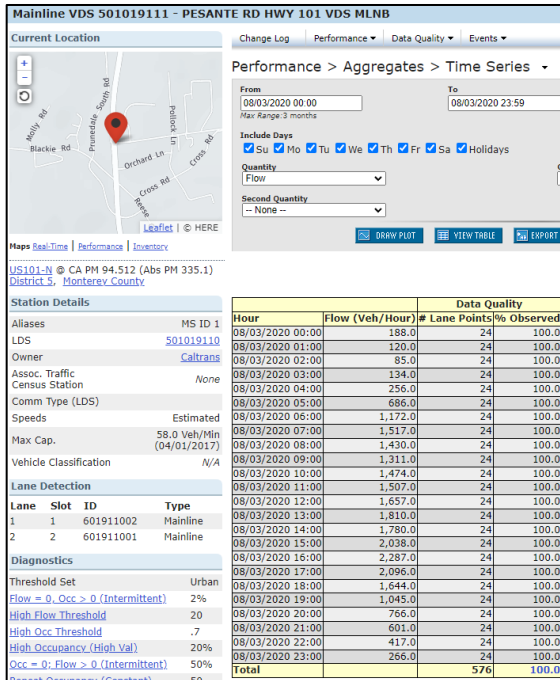 Mainline VDS 501019111 - PESANTE RD HWY 101 VDS MLNB
Current Location
+
-
Molly Rd
Blackie Rd
Prunedale South Rd
Pollock Ln
Orchard Ln
Cross Rd
Cross Rd
Reese
Leaflet | © HERE
Maps Real-Time | Performance | Inventory
US101-N @ CA PM 94.512 (Abs PM 335.1)
District 5, Monterey County
Station Details
Aliases MS ID 1
LDS 501019110
Owner Caltrans
Assoc. Traffic
Census Station None
Comm Type (LDS)
Speeds Estimated
Max Cap. 58.0 Veh/Min
(04/01/2017)
Vehicle Classification N/A
Lane Detection
Lane Slot ID Type
1 1 601911002 Mainline
2 2 601911001 Mainline
Diagnostics
Threshold Set Urban
Flow = 0, Occ > 0 (Intermittent) 2%
High Flow Threshold 20
High Occ Threshold .7
High Occupancy (High Val) 20%
Occ = 0; Flow > 0 (Intermittent) 50%
Repeat Occupancy (Constant) 50
Change Log Performance Data Quality Events
Performance > Aggregates > Time Series
From To
08/03/2020 00:00 08/03/2020 23:59
Max Range: 3 months
Include Days
Su Mo Tu We Th Fr Sa Holidays
Quantity
Flow
Second Quantity
-- None --
DRAW PLOT VIEW TABLE EXPORT
Data Quality
Hour Flow (Veh/Hour) # Lane Points % Observed
08/03/2020 00:00 188.0 24 100.0
08/03/2020 01:00 120.0 24 100.0
08/03/2020 02:00 85.0 24 100.0
08/03/2020 03:00 134.0 24 100.0
08/03/2020 04:00 256.0 24 100.0
08/03/2020 05:00 686.0 24 100.0
08/03/2020 06:00 1,172.0 24 100.0
08/03/2020 07:00 1,517.0 24 100.0
08/03/2020 08:00 1,430.0 24 100.0
08/03/2020 09:00 1,311.0 24 100.0
08/03/2020 10:00 1,474.0 24 100.0
08/03/2020 11:00 1,507.0 24 100.0
08/03/2020 12:00 1,657.0 24 100.0
08/03/2020 13:00 1,810.0 24 100.0
08/03/2020 14:00 1,780.0 24 100.0
08/03/2020 15:00 2,038.0 24 100.0
08/03/2020 16:00 2,287.0 24 100.0
08/03/2020 17:00 2,096.0 24 100.0
08/03/2020 18:00 1,644.0 24 100.0
08/03/2020 19:00 1,045.0 24 100.0
08/03/2020 20:00 766.0 24 100.0
08/03/2020 21:00 601.0 24 100.0
08/03/2020 22:00 417.0 24 100.0
08/03/2020 23:00 266.0 24 100.0
Total 576 100.0